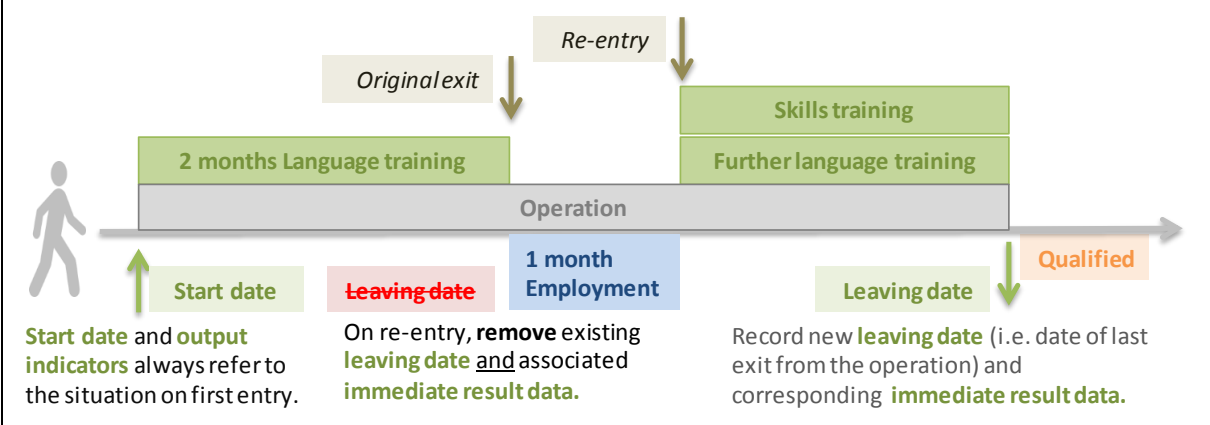 Re-entry
Original exit
Skills training
2 months Language training
Further language training
Operation
Start date
Leaving date
1 month
Employment
Leaving date
Qualified
Start date and output
indicators always refer to
the situation on first entry.
On re-entry, remove existing
leaving date and associated
immediate result data.
Record new leaving date (i.e. date of last
exit from the operation) and
corresponding immediate result data.